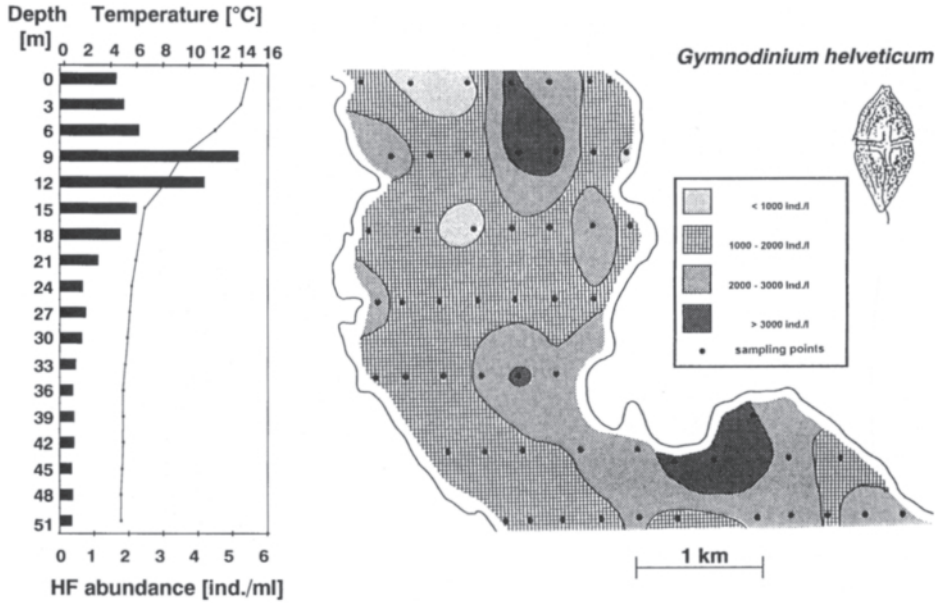 Depth Temperature [°C]
[m]
0 2 4 6 8 10 12 14 16
0
3
6
9
12
15
18
21
24
27
30
33
36
39
42
45
48
51
0 1 2 3 4 5 6
HF abundance [ind./ml]
Gymnodinium helveticum
< 1000 Ind./l
1000 - 2000 Ind./l
2000 - 3000 Ind./l
> 3000 Ind./l
sampling points
1 km